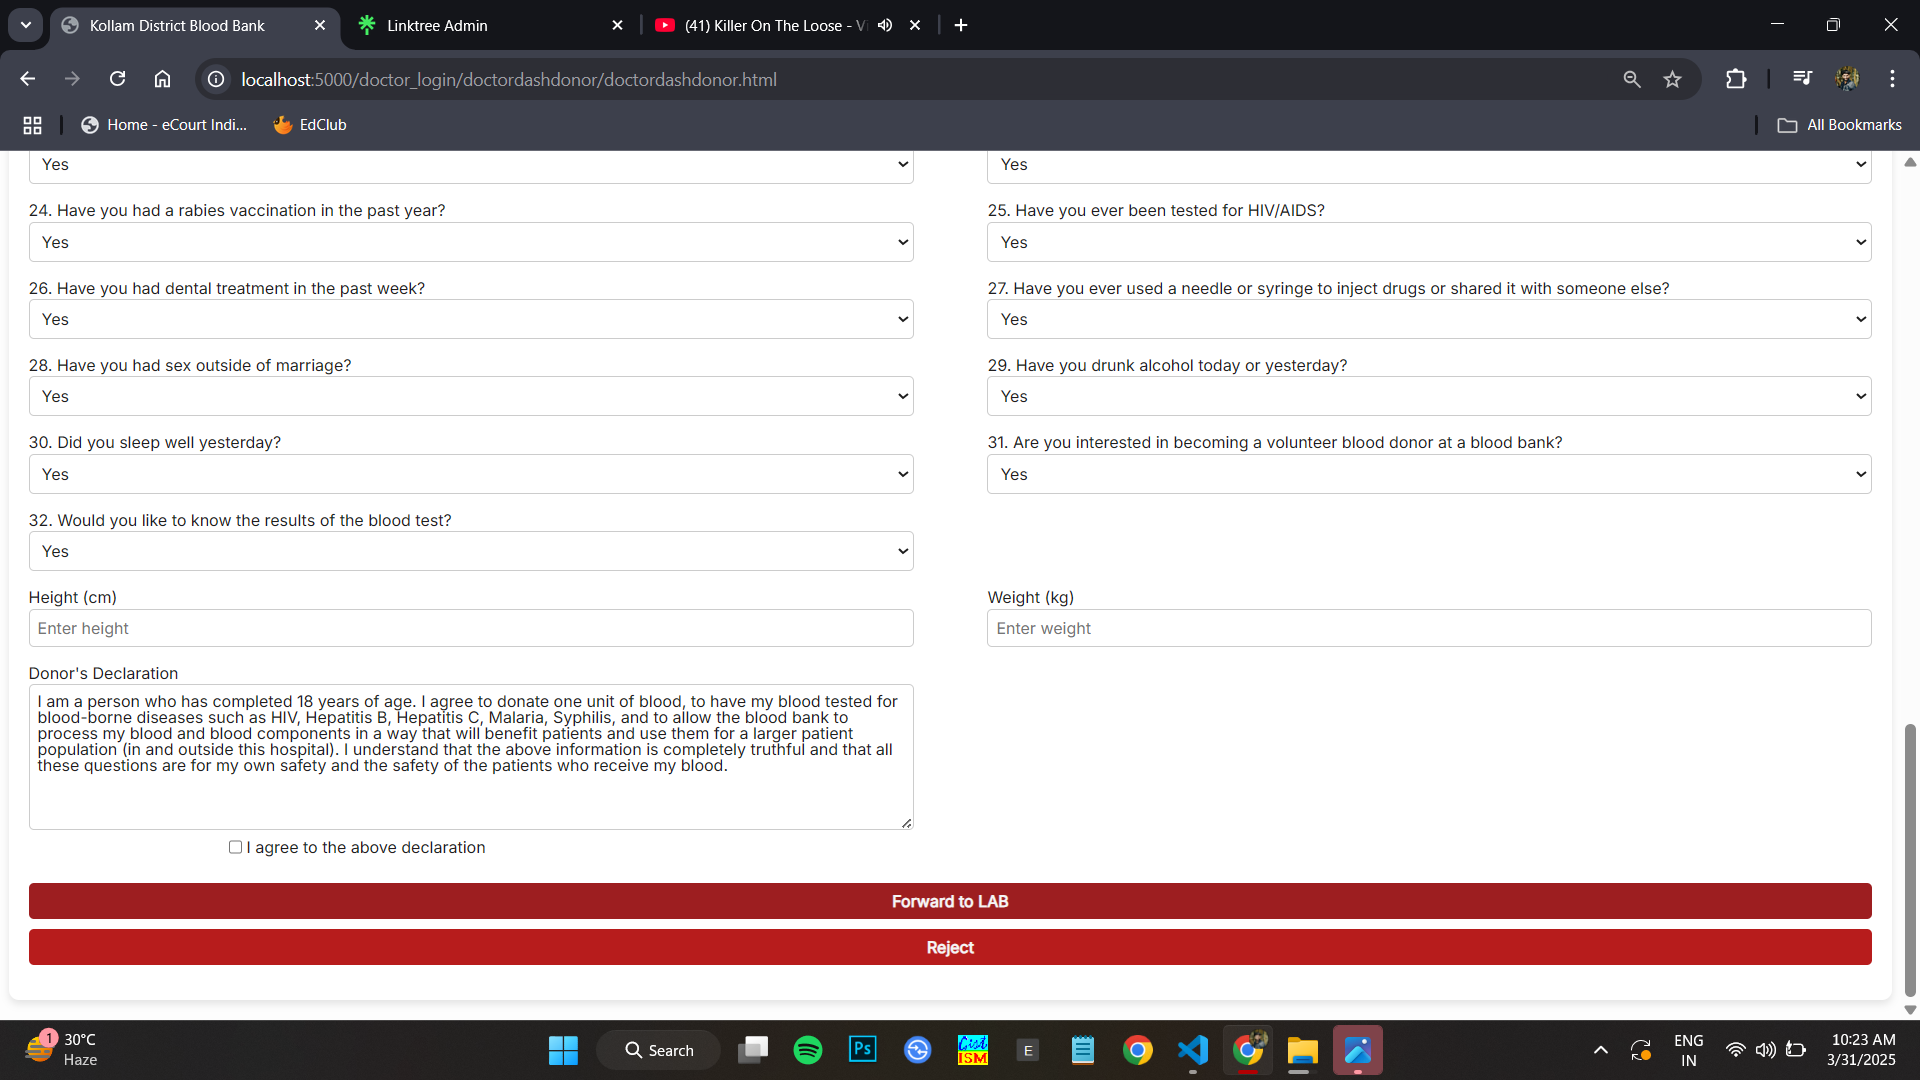 Kollam District Blood Bank
Linktree Admin
(41) Killer On The Loose - Vi
localhost:5000/doctor_login/doctordashdonor/doctordashdonor.html
Home - eCourt Indi...
EdClub
All Bookmarks
Yes
Yes
24. Have you had a rabies vaccination in the past year?
25. Have you ever been tested for HIV/AIDS?
Yes
Yes
26. Have you had dental treatment in the past week?
27. Have you ever used a needle or syringe to inject drugs or shared it with someone else?
Yes
Yes
28. Have you had sex outside of marriage?
29. Have you drunk alcohol today or yesterday?
Yes
Yes
30. Did you sleep well yesterday?
31. Are you interested in becoming a volunteer blood donor at a blood bank?
Yes
Yes
32. Would you like to know the results of the blood test?
Yes
Height (cm)
Weight (kg)
Enter height
Enter weight
Donor's Declaration
I am a person who has completed 18 years of age. I agree to donate one unit of blood, to have my blood tested for
blood-borne diseases such as HIV, Hepatitis B, Hepatitis C, Malaria, Syphilis, and to allow the blood bank to
process my blood and blood components in a way that will benefit patients and use them for a larger patient
population (in and outside this hospital). I understand that the above information is completely truthful and that all
these questions are for my own safety and the safety of the patients who receive my blood.
I agree to the above declaration
Forward to LAB
Reject
1
30°C
Haze
Search
Ps
Gist
ISM
E
ENG
IN
10:23 AM
3/31/2025